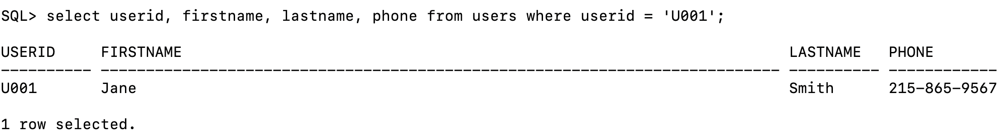 SQL> select userid, firstname, lastname, phone from users where userid = 'U001';
USERID     FIRSTNAME                                                                   LASTNAME   PHONE
---------- --------------------------------------------------------------------------- ---------- ------------
U001       Jane                                                                        Smith      215-865-9567
1 row selected.